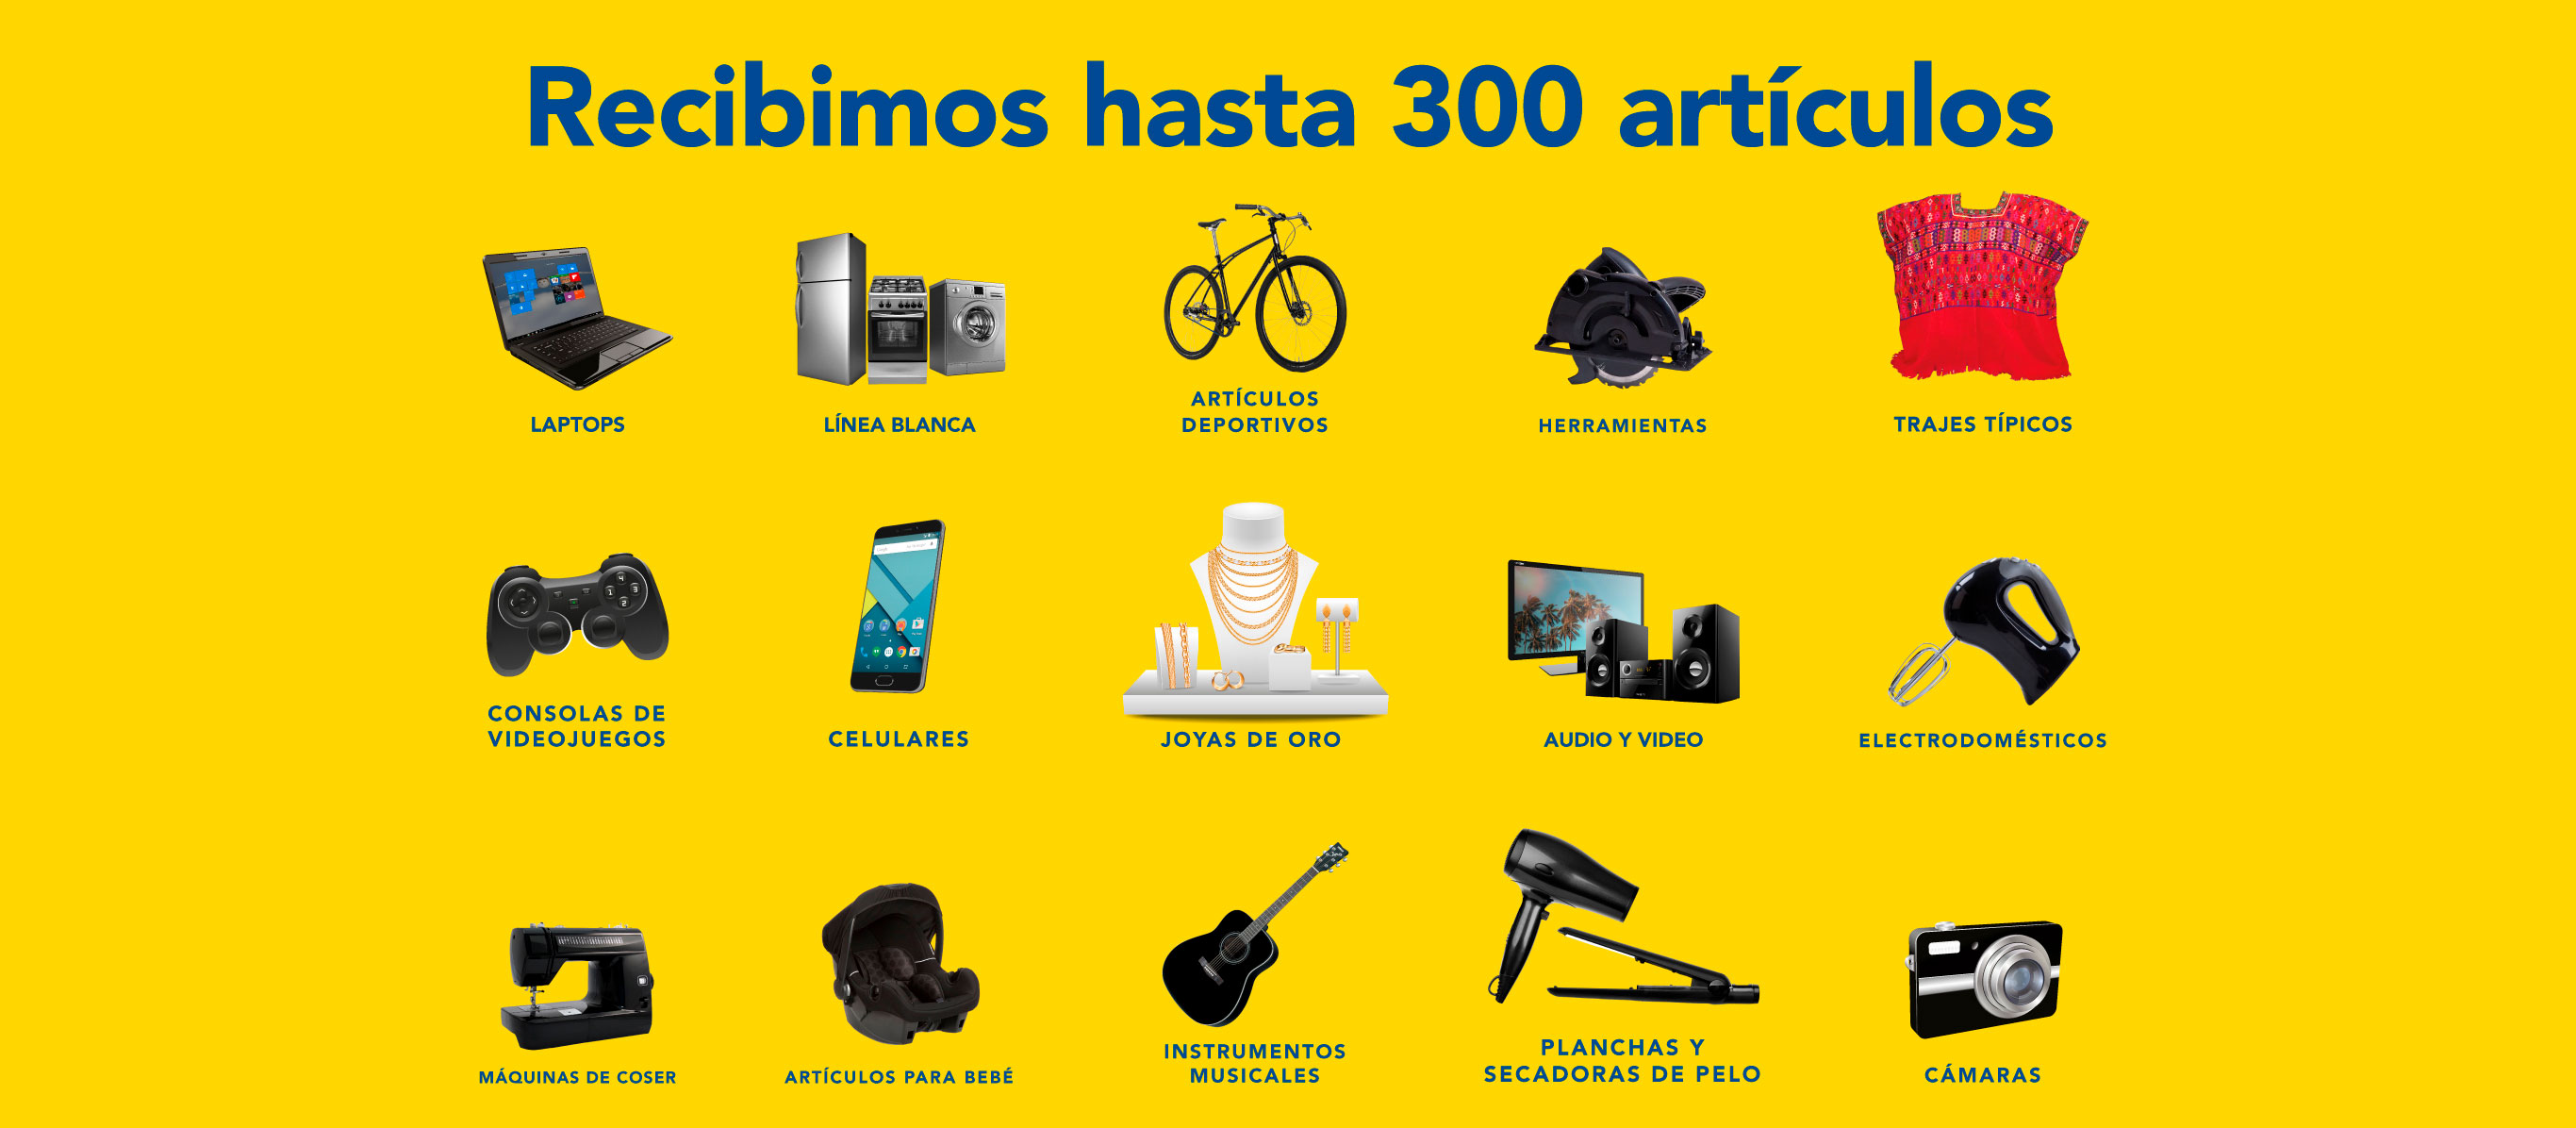 Recibimos hasta 300 artículos
LAPTOPS
LÍNEA BLANCA
ARTÍCULOS
DEPORTIVOS
HERRAMIENTAS
TRAJES TÍPICOS
CONSOLAS DE
VIDEOJUEGOS
CELULARES
JOYAS DE ORO
AUDIO Y VIDEO
ELECTRODOMÉSTICOS
MÁQUINAS DE COSER
ARTÍCULOS PARA BEBÉ
INSTRUMENTOS
MUSICALES
PLANCHAS Y
SECADORAS DE PELO
CÁMARAS